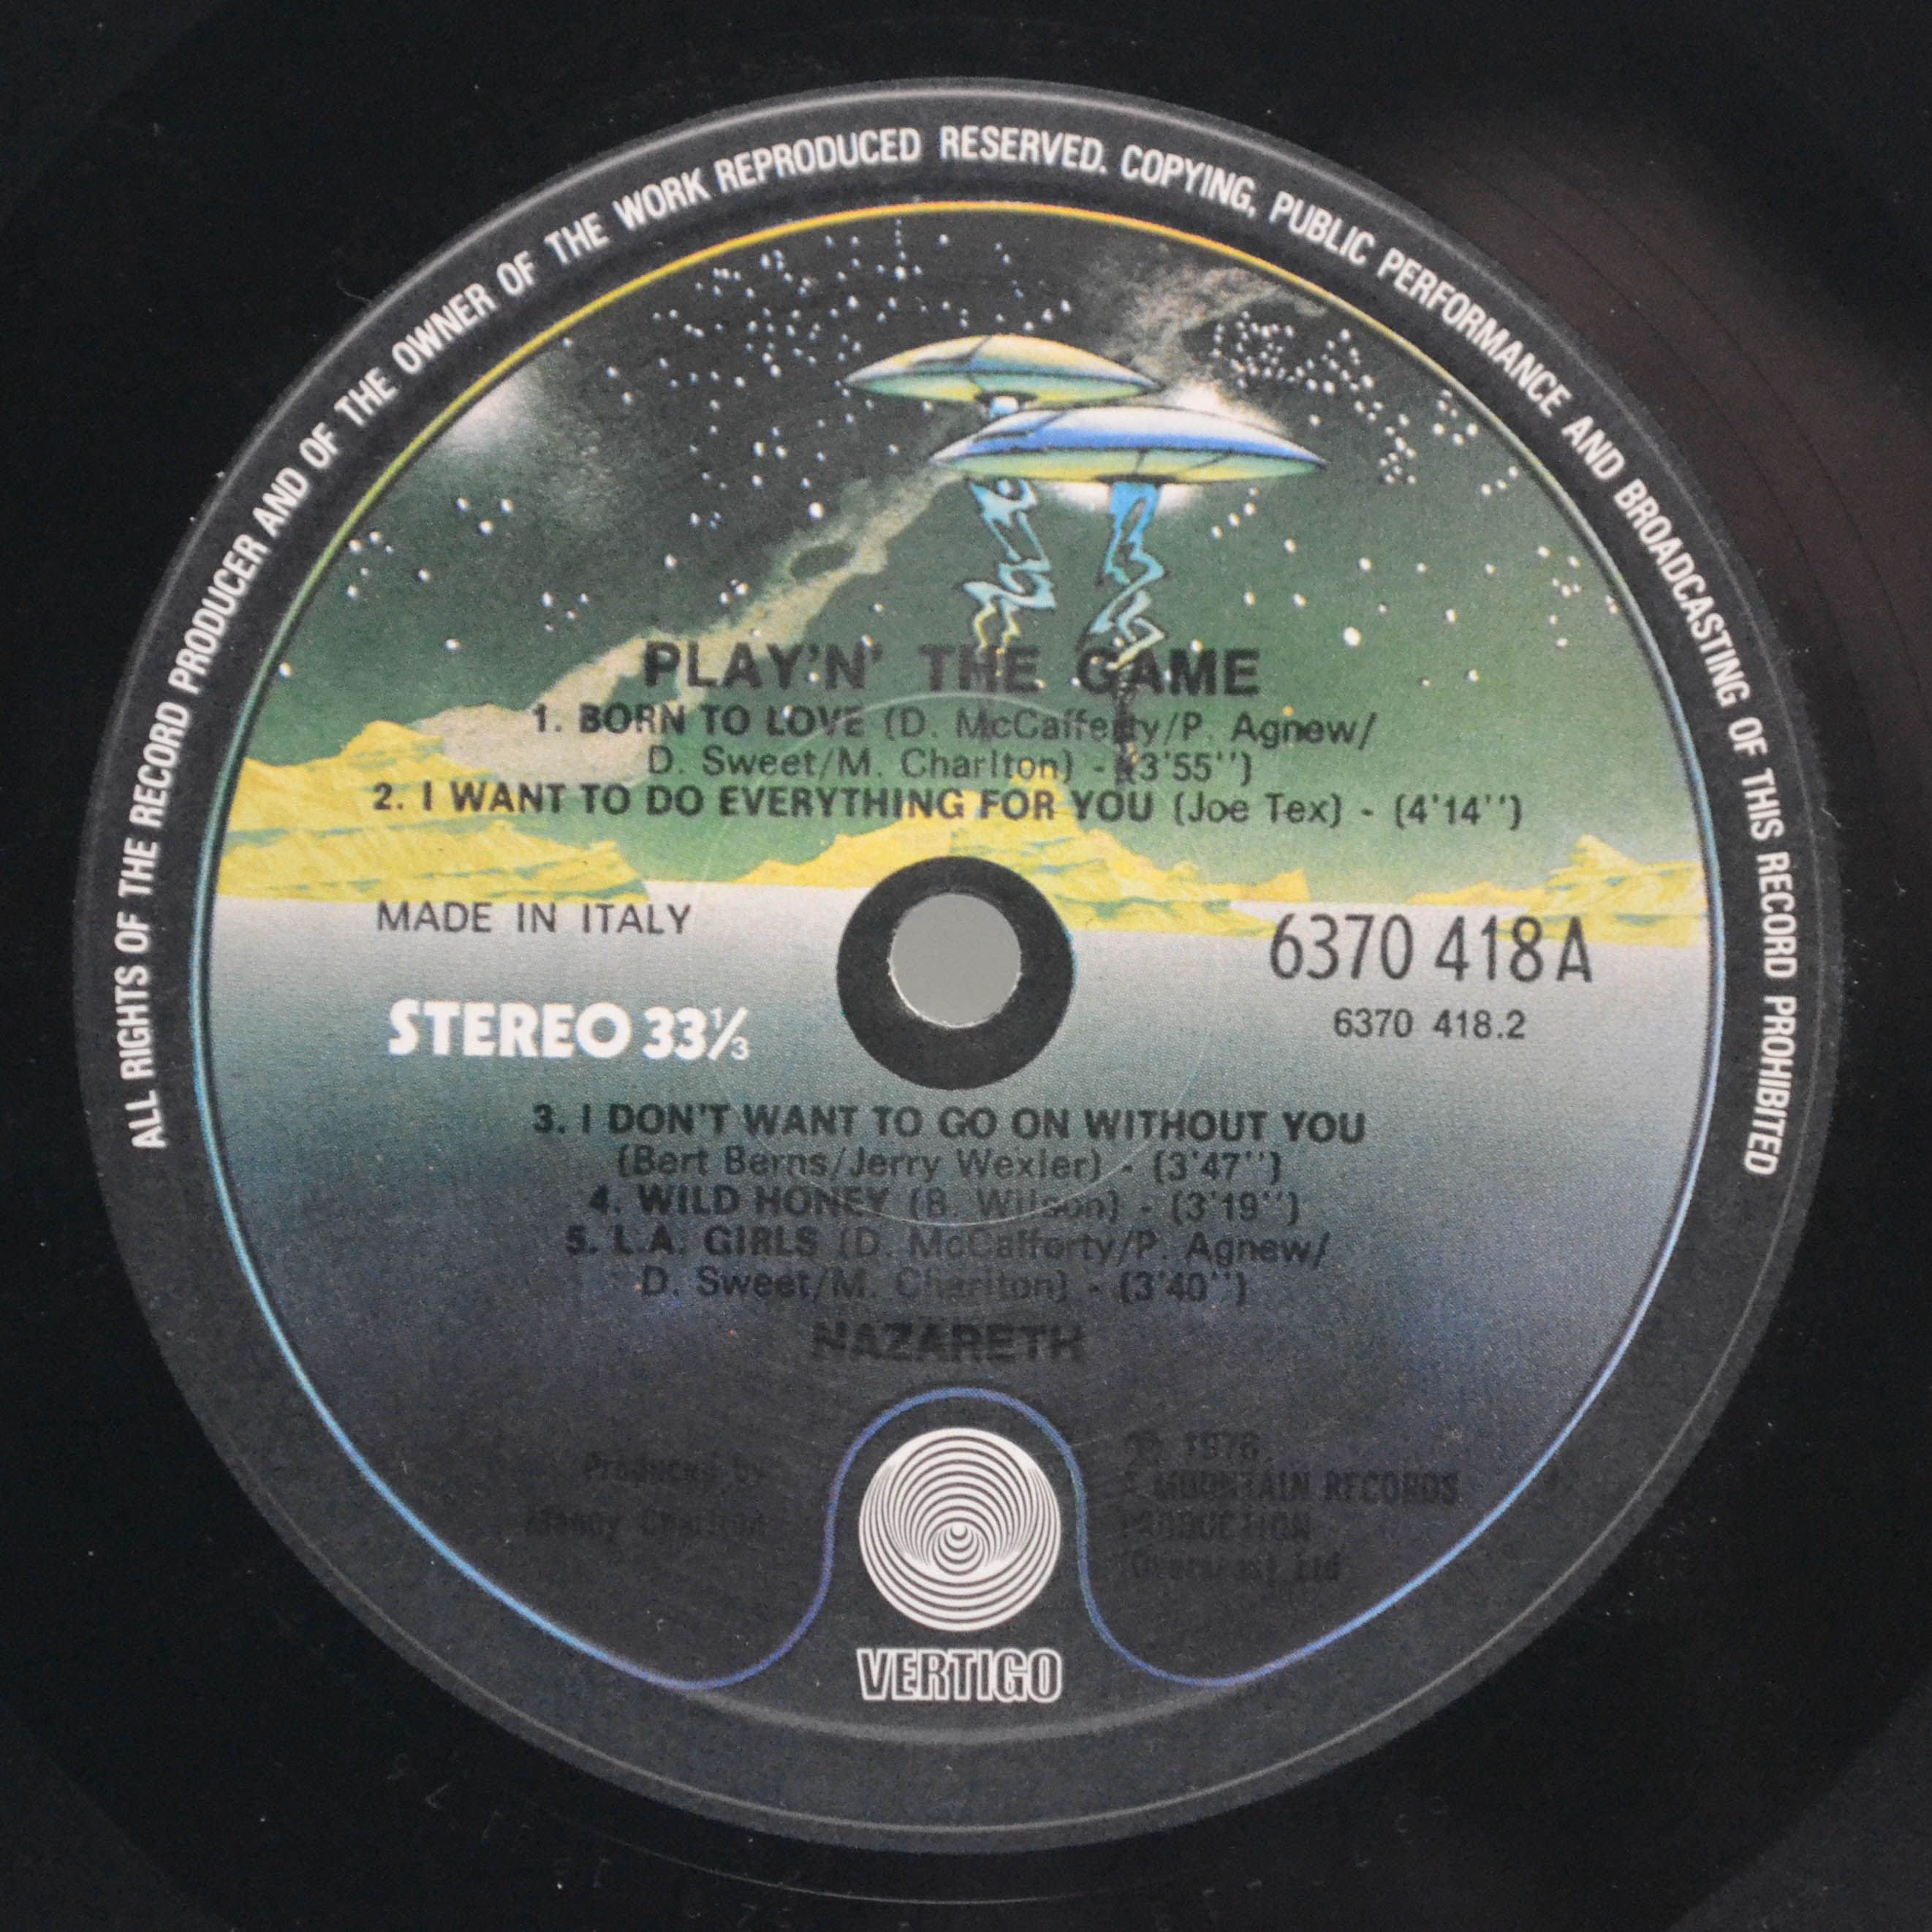 ALL RIGHTS OF THE RECORD PRODUCER AND OF THE OWNER OF THE WORK REPRODUCED RESERVED. COPYING, PUBLIC PERFORMANCE AND BROADCASTING OF THIS RECORD PROHIBITED
PLAY'N' THE GAME
1. BORN TO LOVE (D. McCafferty/P. Agnew/
D. Sweet/M. Charlton) - (3'55'')
2. I WANT TO DO EVERYTHING FOR YOU (Joe Tex) - (4'14'')
MADE IN ITALY
6370 418 A
STEREO 33 1/3
6370 418.2
3. I DON'T WANT TO GO ON WITHOUT YOU
(Bert Berns/Jerry Wexler) - (3'47'')
4. WILD HONEY (B. Wilson) - (3'19'')
5. L.A. GIRLS (D. McCafferty/P. Agnew/
D. Sweet/M. Charlton) - (3'40'')
NAZARETH
Produced by
Manny Charlton
℗ 1976
MOUNTAIN RECORDS
PRODUCTION
Ltd
VERTIGO